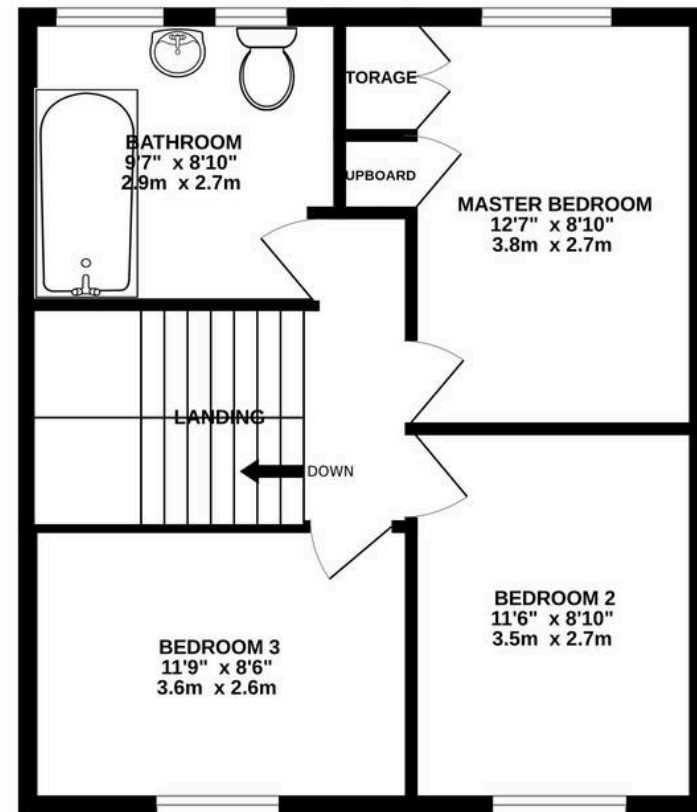 BATHROOM
9'7" x 8'10"
2.9m x 2.7m
TORAGE
UPBOARD
MASTER BEDROOM
12'7" x 8'10"
3.8m x 2.7m
LANDING
DOWN
BEDROOM 3
11'9" x 8'6"
3.6m x 2.6m
BEDROOM 2
11'6" x 8'10"
3.5m x 2.7m